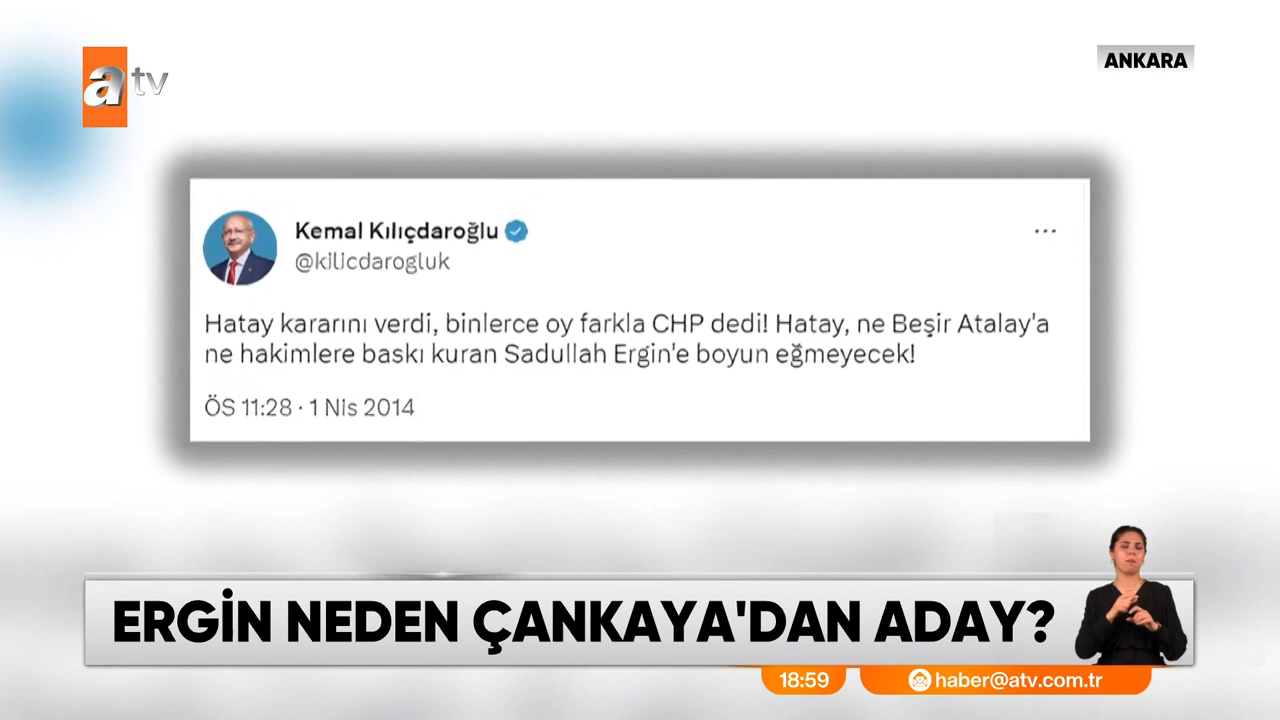 atv
ANKARA
Kemal Kılıçdaroğlu
@kilicdarogluk
Hatay kararını verdi, binlerce oy farkla CHP dedi! Hatay, ne Beşir Atalay'a
ne hakimlere baskı kuran Sadullah Ergin'e boyun eğmeyecek!
ÖS 11:28 · 1 Nis 2014
ERGİN NEDEN ÇANKAYA'DAN ADAY?
18:59
haber@atv.com.tr